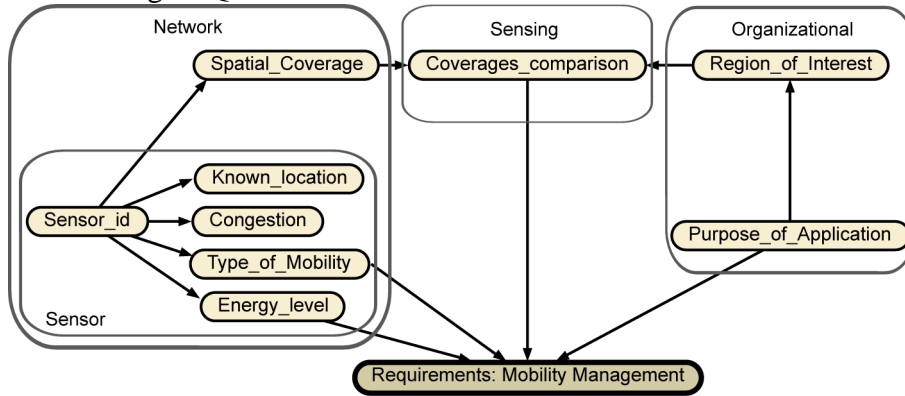 Network
Sensing
Organizational
Spatial_Coverage
Coverages_comparison
Region_of_Interest
Known_location
Sensor_id
Congestion
Type_of_Mobility
Purpose_of_Application
Energy_level
Sensor
Requirements: Mobility Management